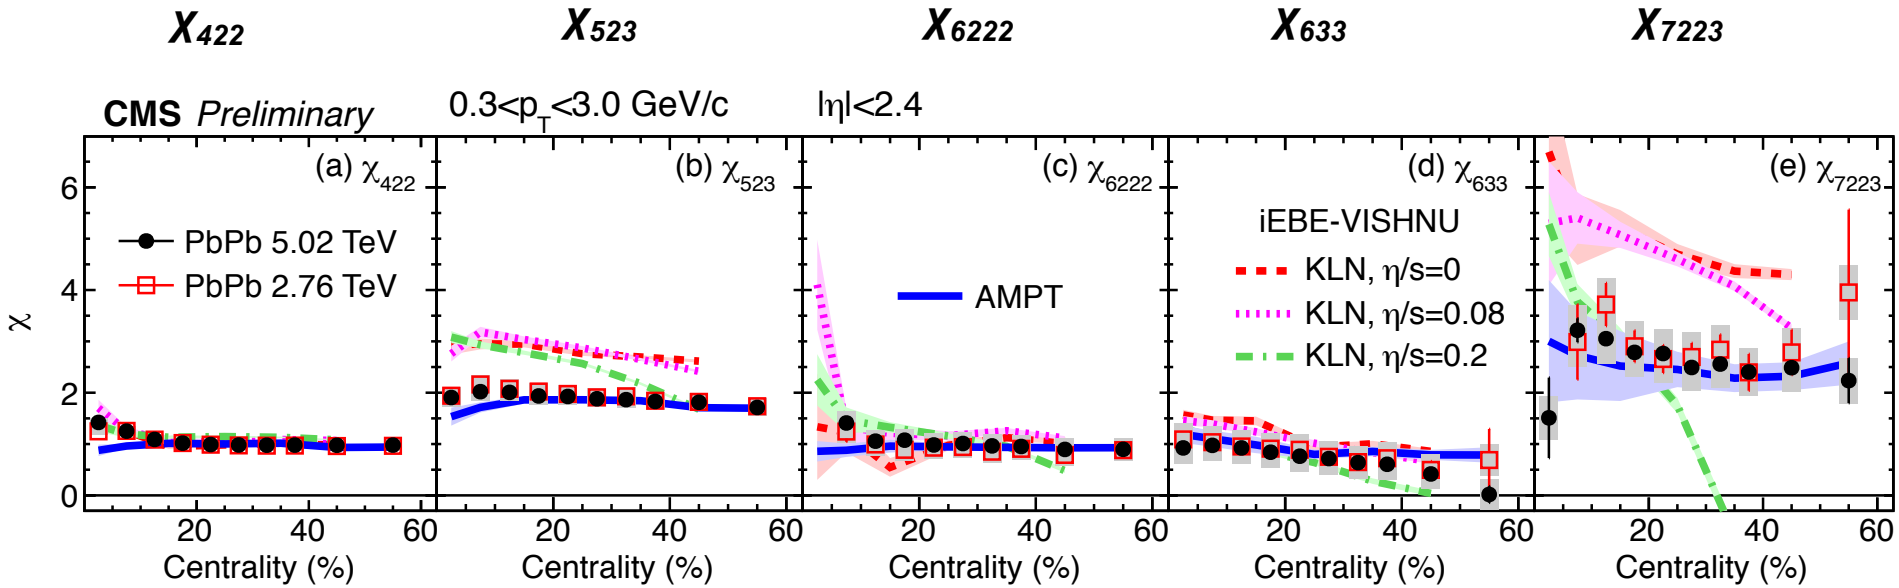 χ422 χ523 χ6222 χ633 χ7223
CMS Preliminary 0.3<pT<3.0 GeV/c |η|<2.4
(a) χ422 (b) χ523 (c) χ6222 (d) χ633 (e) χ7223
6
PbPb 5.02 TeV
PbPb 2.76 TeV
iEBE-VISHNU
KLN, η/s=0
KLN, η/s=0.08
KLN, η/s=0.2
AMPT
4
χ
2
0
20 40 60 20 40 60 20 40 60 20 40 60 20 40 60
Centrality (%) Centrality (%) Centrality (%) Centrality (%) Centrality (%)